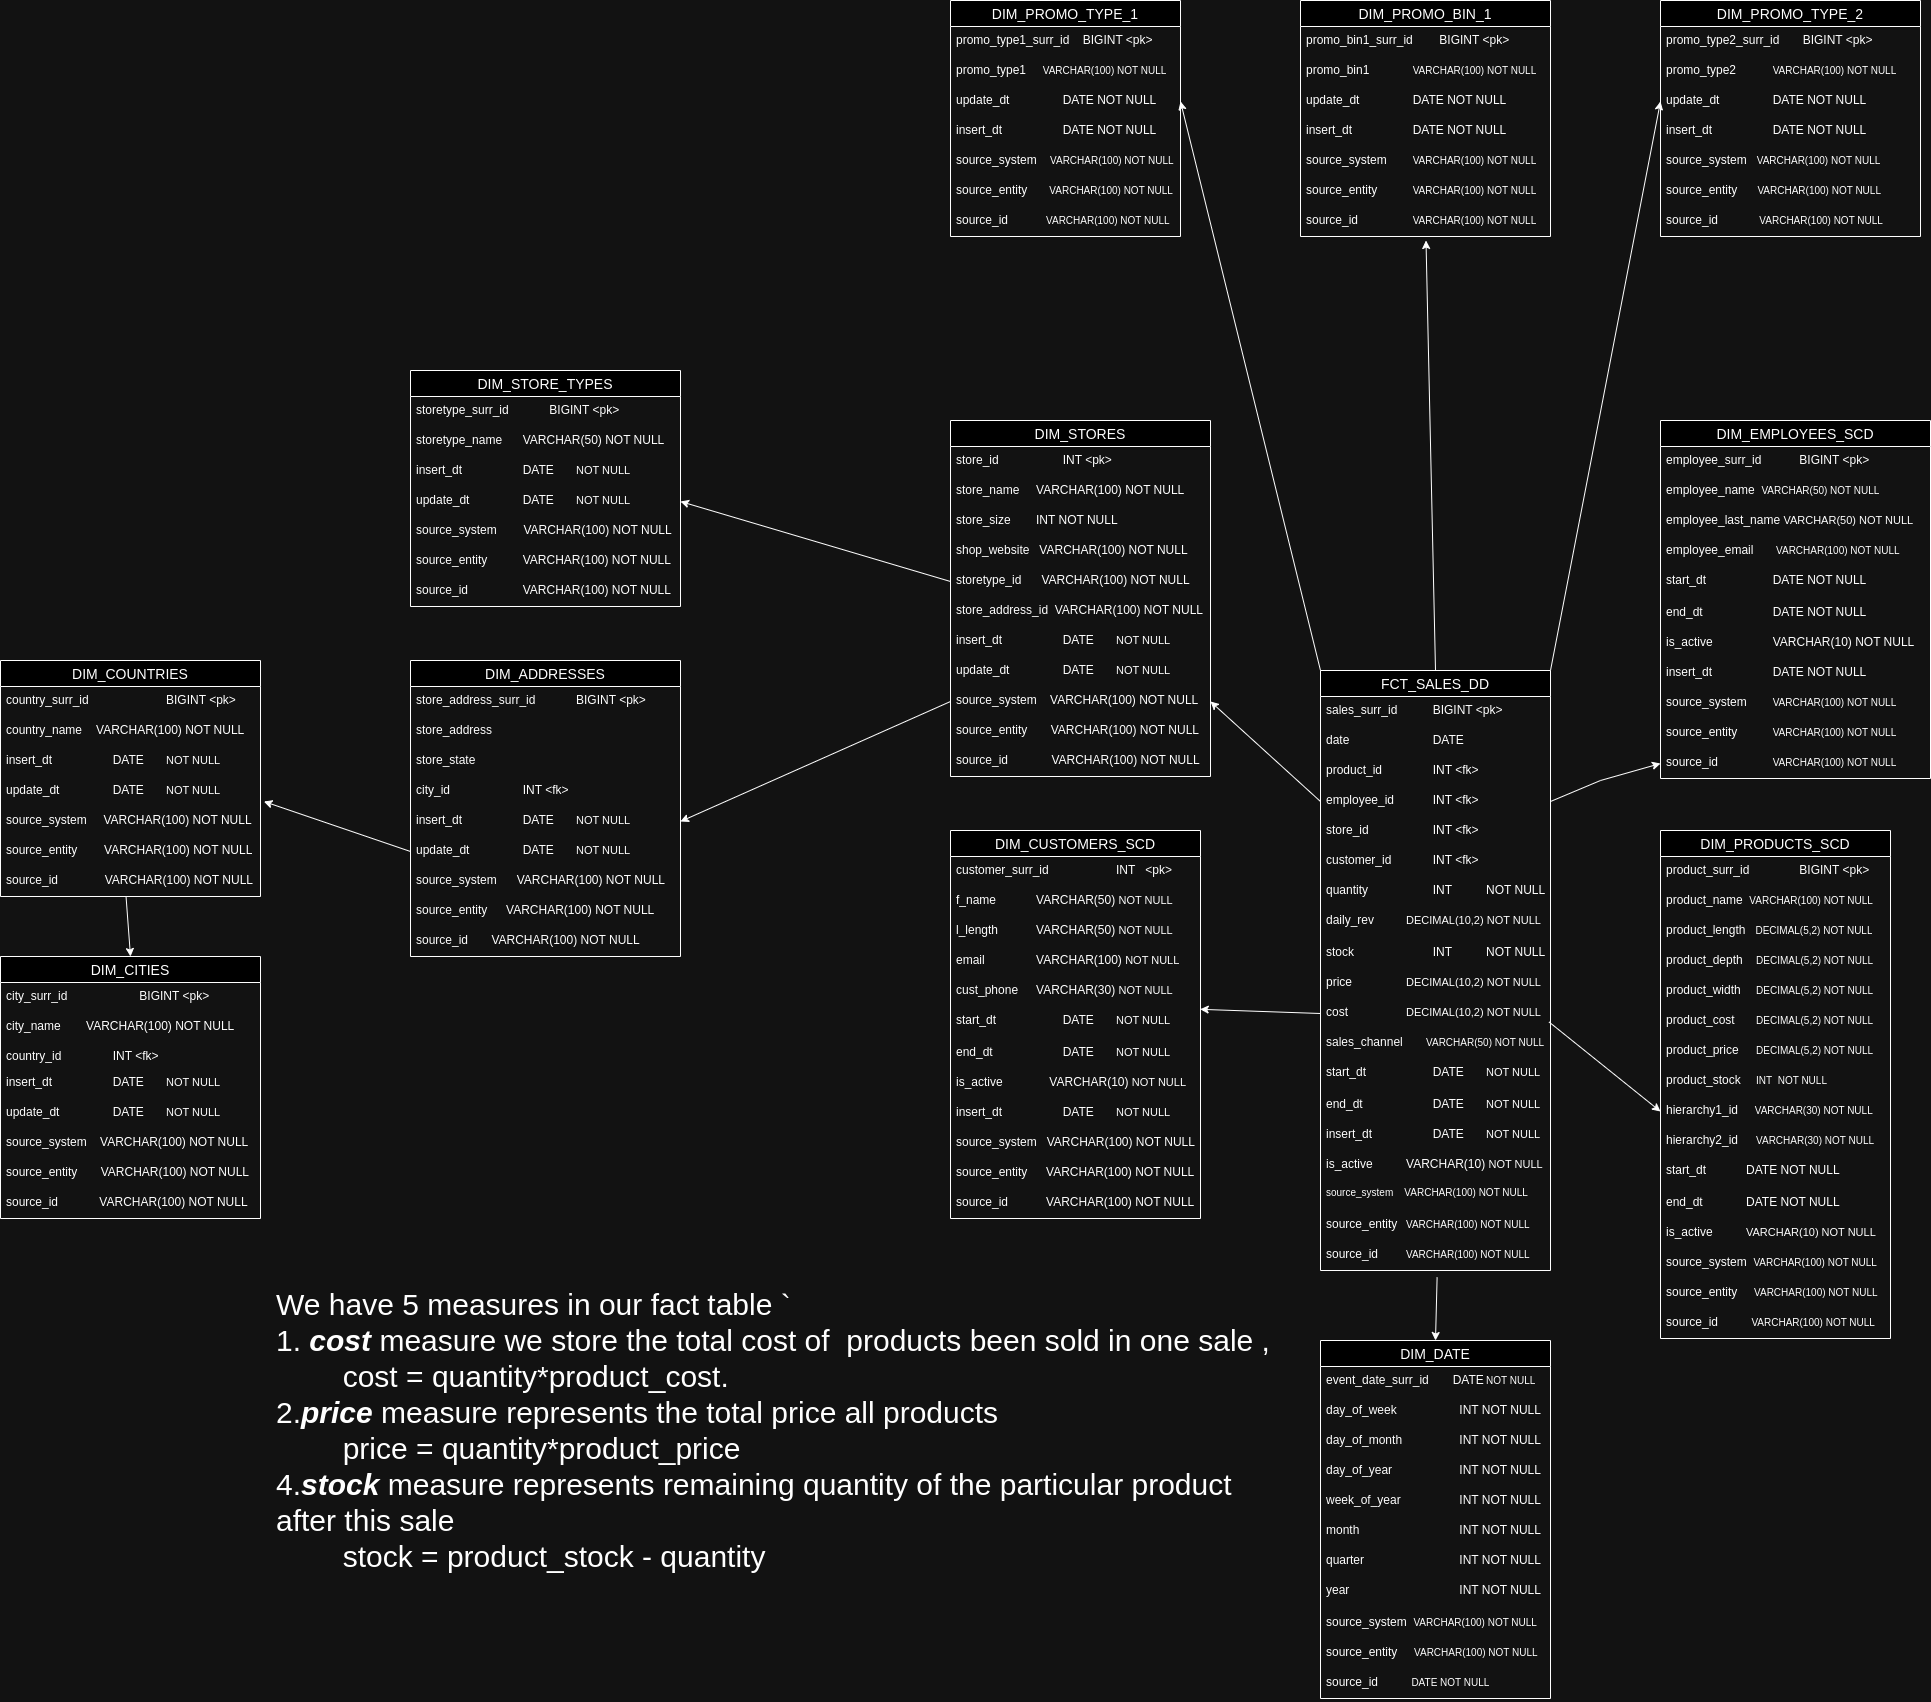 DIM_PROMO_TYPE_1
promo_type1_surr_id BIGINT <pk>
promo_type1 VARCHAR(100) NOT NULL
update_dt DATE NOT NULL
insert_dt DATE NOT NULL
source_system VARCHAR(100) NOT NULL
source_entity VARCHAR(100) NOT NULL
source_id VARCHAR(100) NOT NULL
DIM_PROMO_BIN_1
promo_bin1_surr_id BIGINT <pk>
promo_bin1 VARCHAR(100) NOT NULL
update_dt DATE NOT NULL
insert_dt DATE NOT NULL
source_system VARCHAR(100) NOT NULL
source_entity VARCHAR(100) NOT NULL
source_id VARCHAR(100) NOT NULL
DIM_PROMO_TYPE_2
promo_type2_surr_id BIGINT <pk>
promo_type2 VARCHAR(100) NOT NULL
update_dt DATE NOT NULL
insert_dt DATE NOT NULL
source_system VARCHAR(100) NOT NULL
source_entity VARCHAR(100) NOT NULL
source_id VARCHAR(100) NOT NULL
DIM_STORE_TYPES
storetype_surr_id BIGINT <pk>
storetype_name VARCHAR(50) NOT NULL
insert_dt DATE NOT NULL
update_dt DATE NOT NULL
source_system VARCHAR(100) NOT NULL
source_entity VARCHAR(100) NOT NULL
source_id VARCHAR(100) NOT NULL
DIM_STORES
store_id INT <pk>
store_name VARCHAR(100) NOT NULL
store_size INT NOT NULL
shop_website VARCHAR(100) NOT NULL
storetype_id VARCHAR(100) NOT NULL
store_address_id VARCHAR(100) NOT NULL
insert_dt DATE NOT NULL
update_dt DATE NOT NULL
source_system VARCHAR(100) NOT NULL
source_entity VARCHAR(100) NOT NULL
source_id VARCHAR(100) NOT NULL
DIM_EMPLOYEES_SCD
employee_surr_id BIGINT <pk>
employee_name VARCHAR(50) NOT NULL
employee_last_name VARCHAR(50) NOT NULL
employee_email VARCHAR(100) NOT NULL
start_dt DATE NOT NULL
end_dt DATE NOT NULL
is_active VARCHAR(10) NOT NULL
insert_dt DATE NOT NULL
source_system VARCHAR(100) NOT NULL
source_entity VARCHAR(100) NOT NULL
source_id VARCHAR(100) NOT NULL
DIM_COUNTRIES
country_surr_id BIGINT <pk>
country_name VARCHAR(100) NOT NULL
insert_dt DATE NOT NULL
update_dt DATE NOT NULL
source_system VARCHAR(100) NOT NULL
source_entity VARCHAR(100) NOT NULL
source_id VARCHAR(100) NOT NULL
DIM_ADDRESSES
store_address_surr_id BIGINT <pk>
store_address
store_state
city_id INT <fk>
insert_dt DATE NOT NULL
update_dt DATE NOT NULL
source_system VARCHAR(100) NOT NULL
source_entity VARCHAR(100) NOT NULL
source_id VARCHAR(100) NOT NULL
FCT_SALES_DD
sales_surr_id BIGINT <pk>
date DATE
product_id INT <fk>
employee_id INT <fk>
store_id INT <fk>
customer_id INT <fk>
quantity INT NOT NULL
daily_rev DECIMAL(10,2) NOT NULL
stock INT NOT NULL
price DECIMAL(10,2) NOT NULL
cost DECIMAL(10,2) NOT NULL
sales_channel VARCHAR(50) NOT NULL
start_dt DATE NOT NULL
end_dt DATE NOT NULL
insert_dt DATE NOT NULL
is_active VARCHAR(10) NOT NULL
source_system VARCHAR(100) NOT NULL
source_entity VARCHAR(100) NOT NULL
source_id VARCHAR(100) NOT NULL
DIM_CUSTOMERS_SCD
customer_surr_id INT <pk>
f_name VARCHAR(50) NOT NULL
l_length VARCHAR(50) NOT NULL
email VARCHAR(100) NOT NULL
cust_phone VARCHAR(30) NOT NULL
start_dt DATE NOT NULL
end_dt DATE NOT NULL
is_active VARCHAR(10) NOT NULL
insert_dt DATE NOT NULL
source_system VARCHAR(100) NOT NULL
source_entity VARCHAR(100) NOT NULL
source_id VARCHAR(100) NOT NULL
DIM_PRODUCTS_SCD
product_surr_id BIGINT <pk>
product_name VARCHAR(100) NOT NULL
product_length DECIMAL(5,2) NOT NULL
product_depth DECIMAL(5,2) NOT NULL
product_width DECIMAL(5,2) NOT NULL
product_cost DECIMAL(5,2) NOT NULL
product_price DECIMAL(5,2) NOT NULL
product_stock INT NOT NULL
hierarchy1_id VARCHAR(30) NOT NULL
hierarchy2_id VARCHAR(30) NOT NULL
start_dt DATE NOT NULL
end_dt DATE NOT NULL
is_active VARCHAR(10) NOT NULL
source_system VARCHAR(100) NOT NULL
source_entity VARCHAR(100) NOT NULL
source_id VARCHAR(100) NOT NULL
DIM_CITIES
city_surr_id BIGINT <pk>
city_name VARCHAR(100) NOT NULL
country_id INT <fk>
insert_dt DATE NOT NULL
update_dt DATE NOT NULL
source_system VARCHAR(100) NOT NULL
source_entity VARCHAR(100) NOT NULL
source_id VARCHAR(100) NOT NULL
We have 5 measures in our fact table `
1. cost measure we store the total cost of products been sold in one sale ,
cost = quantity*product_cost.
2.price measure represents the total price all products
price = quantity*product_price
4.stock measure represents remaining quantity of the particular product
after this sale
stock = product_stock - quantity
DIM_DATE
event_date_surr_id DATE NOT NULL
day_of_week INT NOT NULL
day_of_month INT NOT NULL
day_of_year INT NOT NULL
week_of_year INT NOT NULL
month INT NOT NULL
quarter INT NOT NULL
year INT NOT NULL
source_system VARCHAR(100) NOT NULL
source_entity VARCHAR(100) NOT NULL
source_id DATE NOT NULL